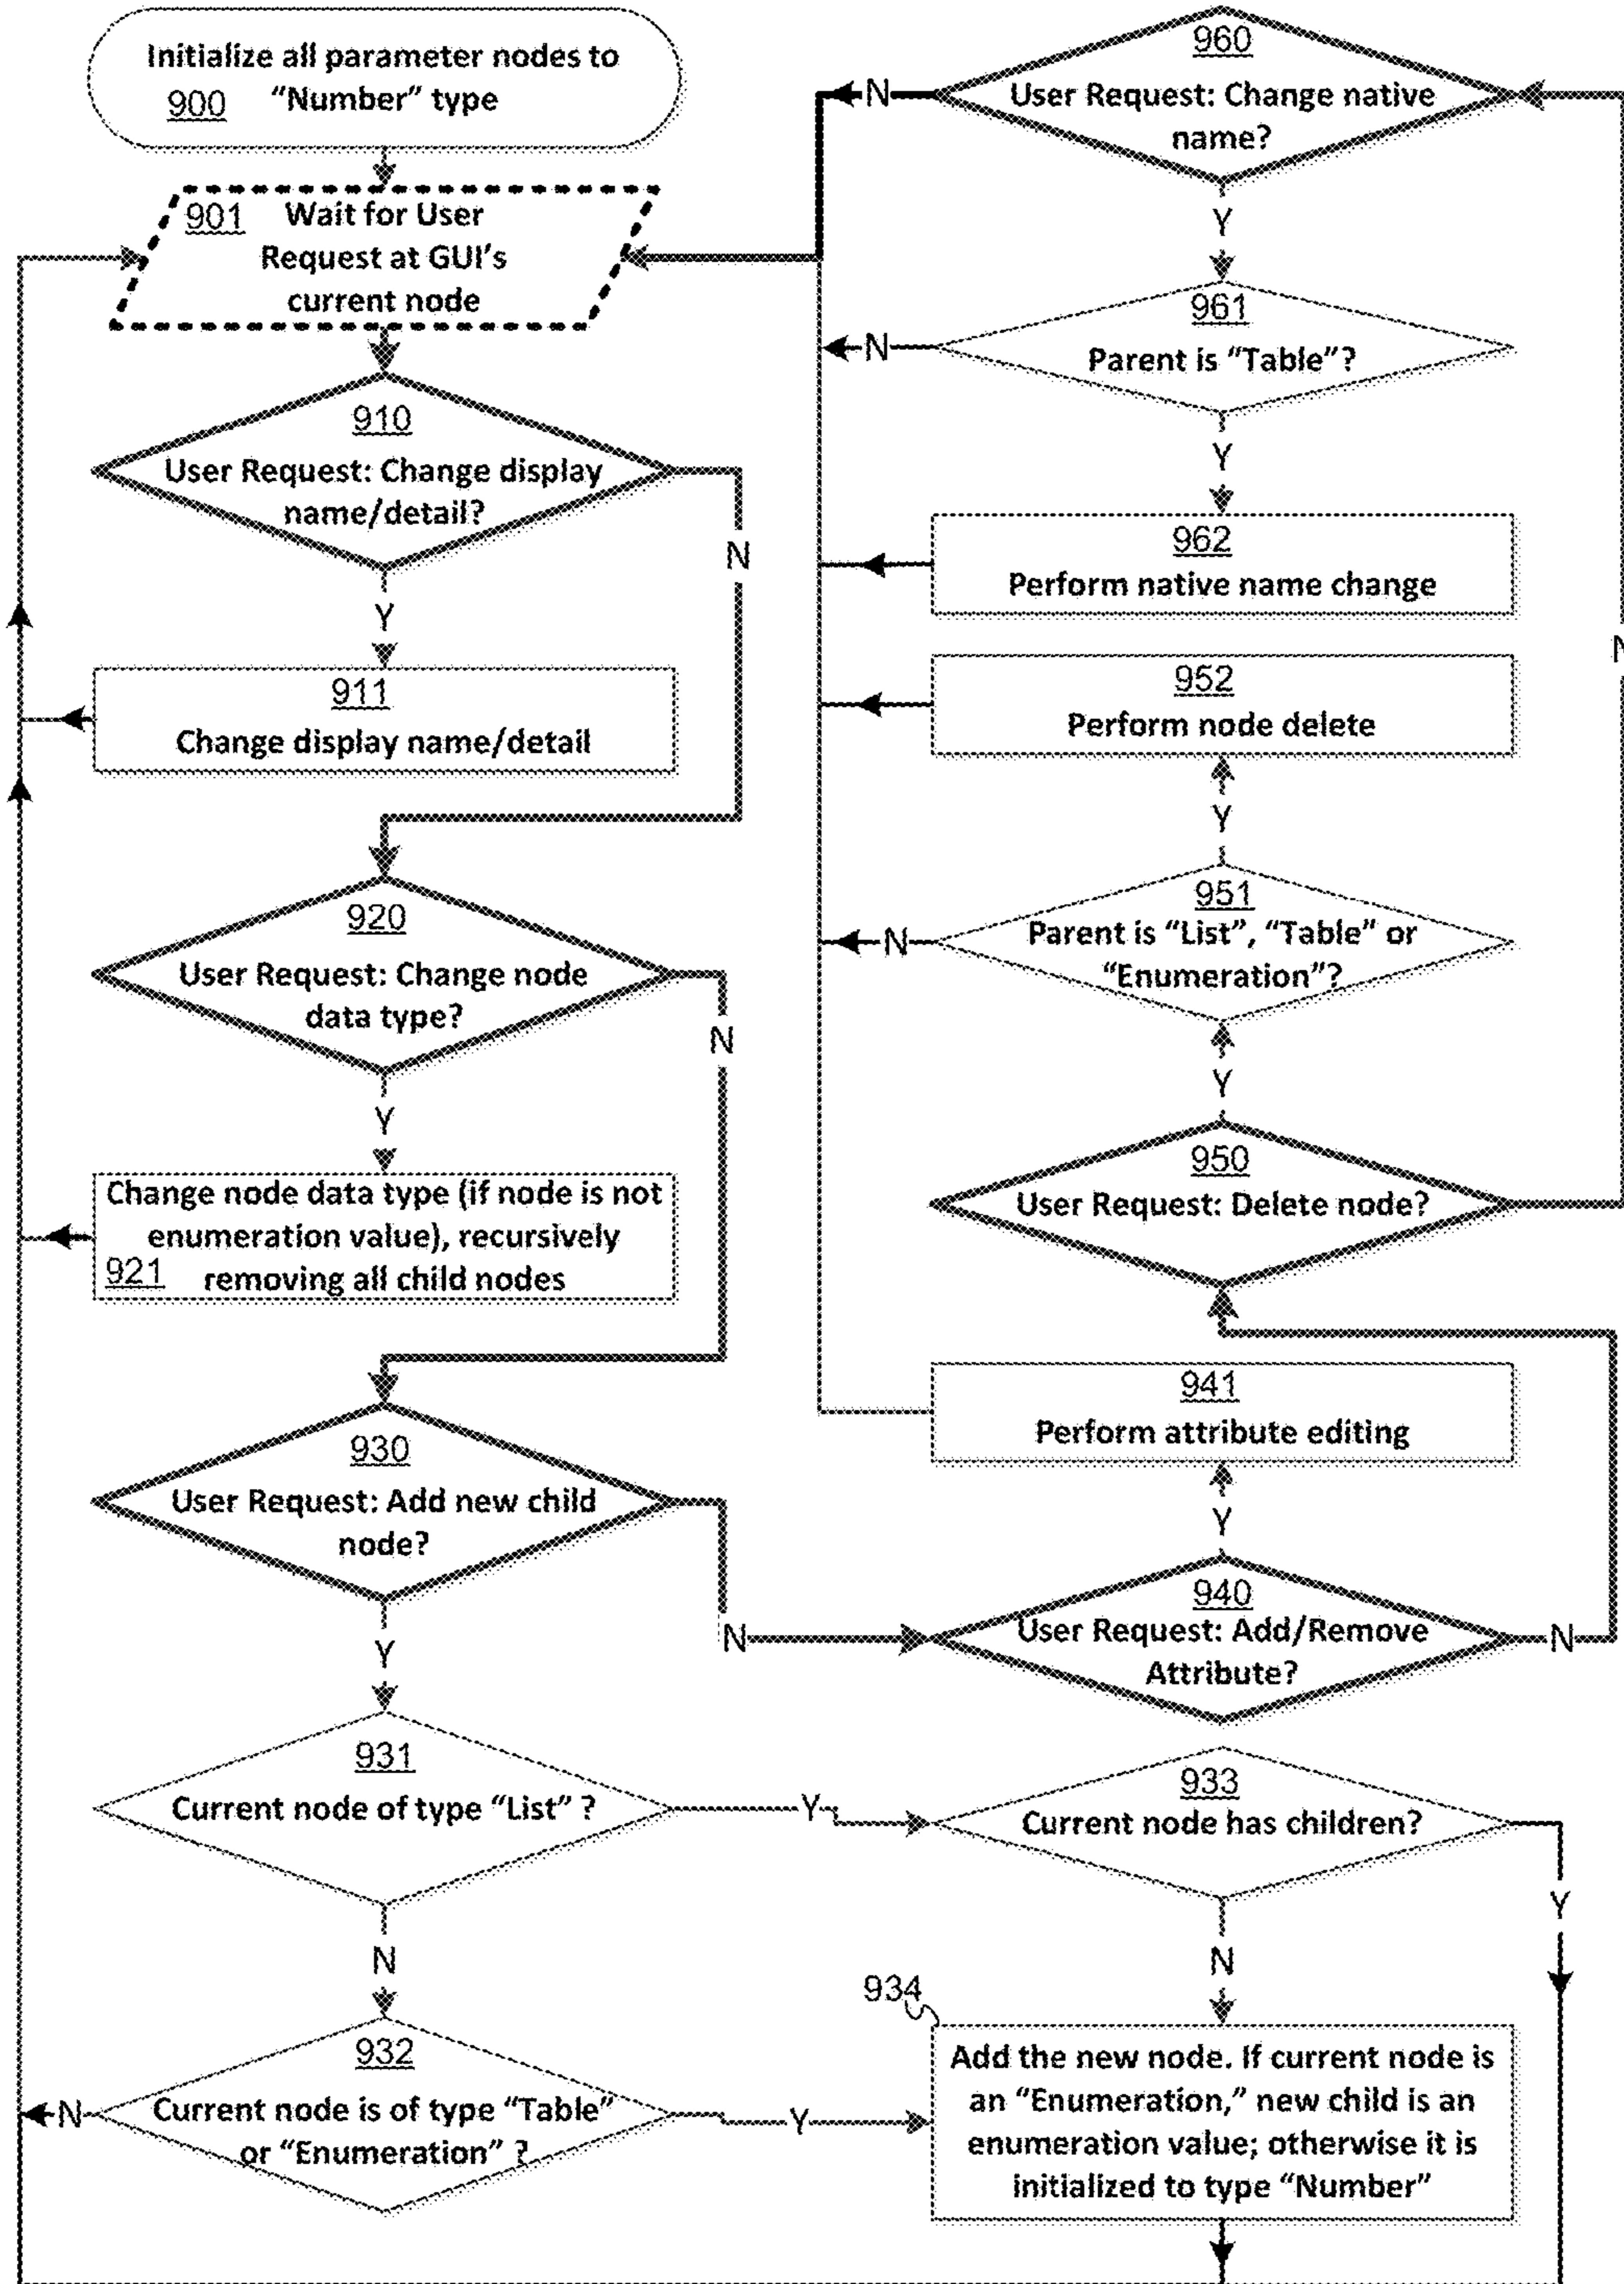 Initialize all parameter nodes to
900 "Number" type
901 Wait for User
Request at GUI's
current node
910
User Request: Change display
name/detail?
N
Y
911
Change display name/detail
920
User Request: Change node
data type?
N
Y
Change node data type (if node is not
enumeration value), recursively
921 removing all child nodes
930
User Request: Add new child
node?
N
Y
931
Current node of type "List" ?
Y
N
932
Current node is of type "Table"
or "Enumeration" ?
N
Y
960
User Request: Change native
name?
N
Y
961
Parent is "Table"?
N
Y
962
Perform native name change
N
952
Perform node delete
Y
951
Parent is "List", "Table" or
"Enumeration"?
N
Y
950
User Request: Delete node?
941
Perform attribute editing
Y
940
User Request: Add/Remove
Attribute?
N
933
Current node has children?
Y
N
934
Add the new node. If current node is
an "Enumeration," new child is an
enumeration value; otherwise it is
initialized to type "Number"